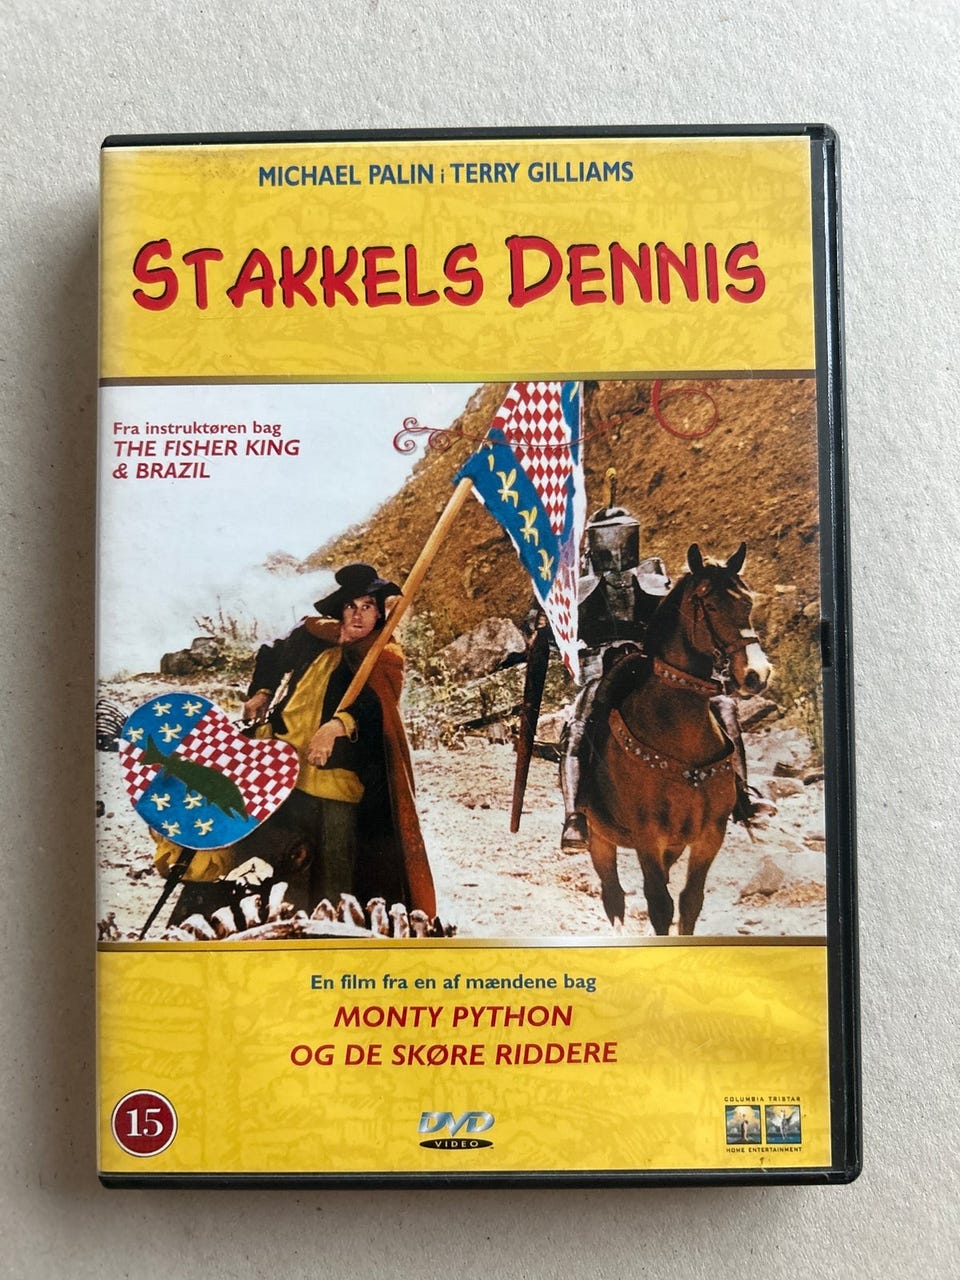 MICHAEL PALIN i TERRY GILLIAMS
STAKKELS DENNIS
Fra instruktøren bag
THE FISHER KING
& BRAZIL
En film fra en af mændene bag
MONTY PYTHON
OG DE SKØRE RIDDERE
15
DVD
VIDEO
COLUMBIA TRISTAR
HOME ENTERTAINMENT